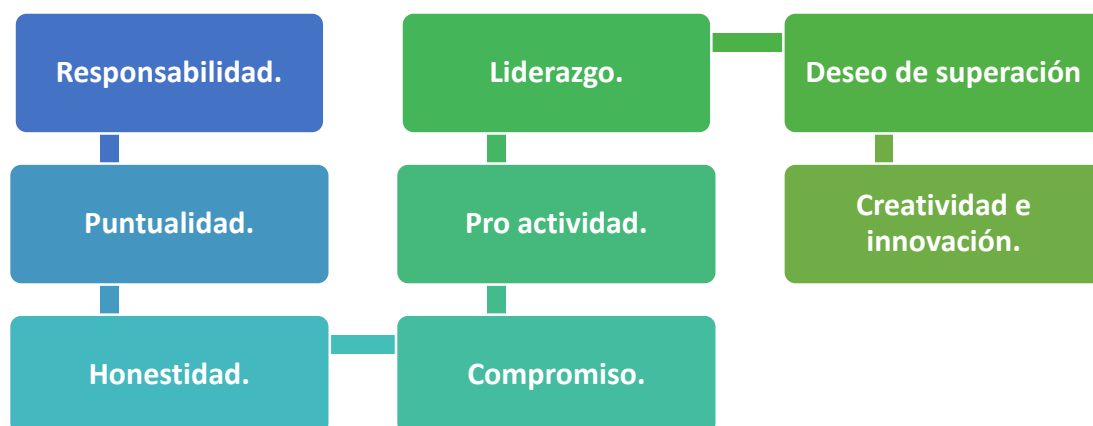 Responsabilidad.
Puntualidad.
Honestidad.
Compromiso.
Pro actividad.
Liderazgo.
Deseo de superación
Creatividad e
innovación.